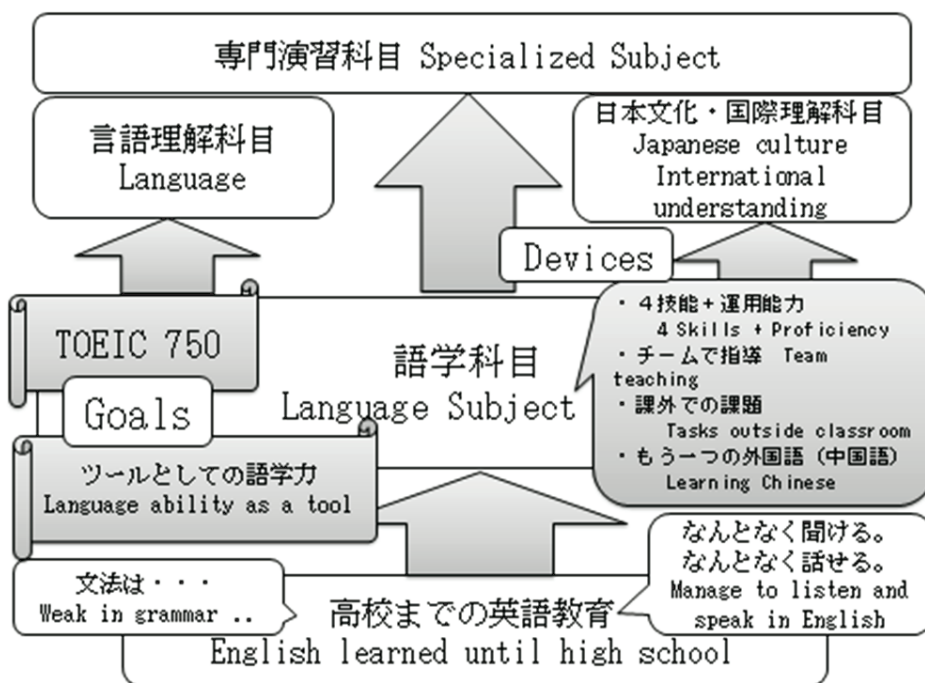 専門演習科目 Specialized Subject
言語理解科目
Language
日本文化・国際理解科目
Japanese culture
International
understanding
Devices
TOEIC 750
Goals
ツールとしての語学力
Language ability as a tool
語学科目
Language Subject
・４技能＋運用能力
4 Skills + Proficiency
・チームで指導 Team
teaching
・課外での課題
Tasks outside classroom
・もう一つの外国語（中国語）
Learning Chinese
文法は・・・
Weak in grammar ..
なんとなく聞ける。
なんとなく話せる。
Manage to listen and
speak in English
高校までの英語教育
English learned until high school